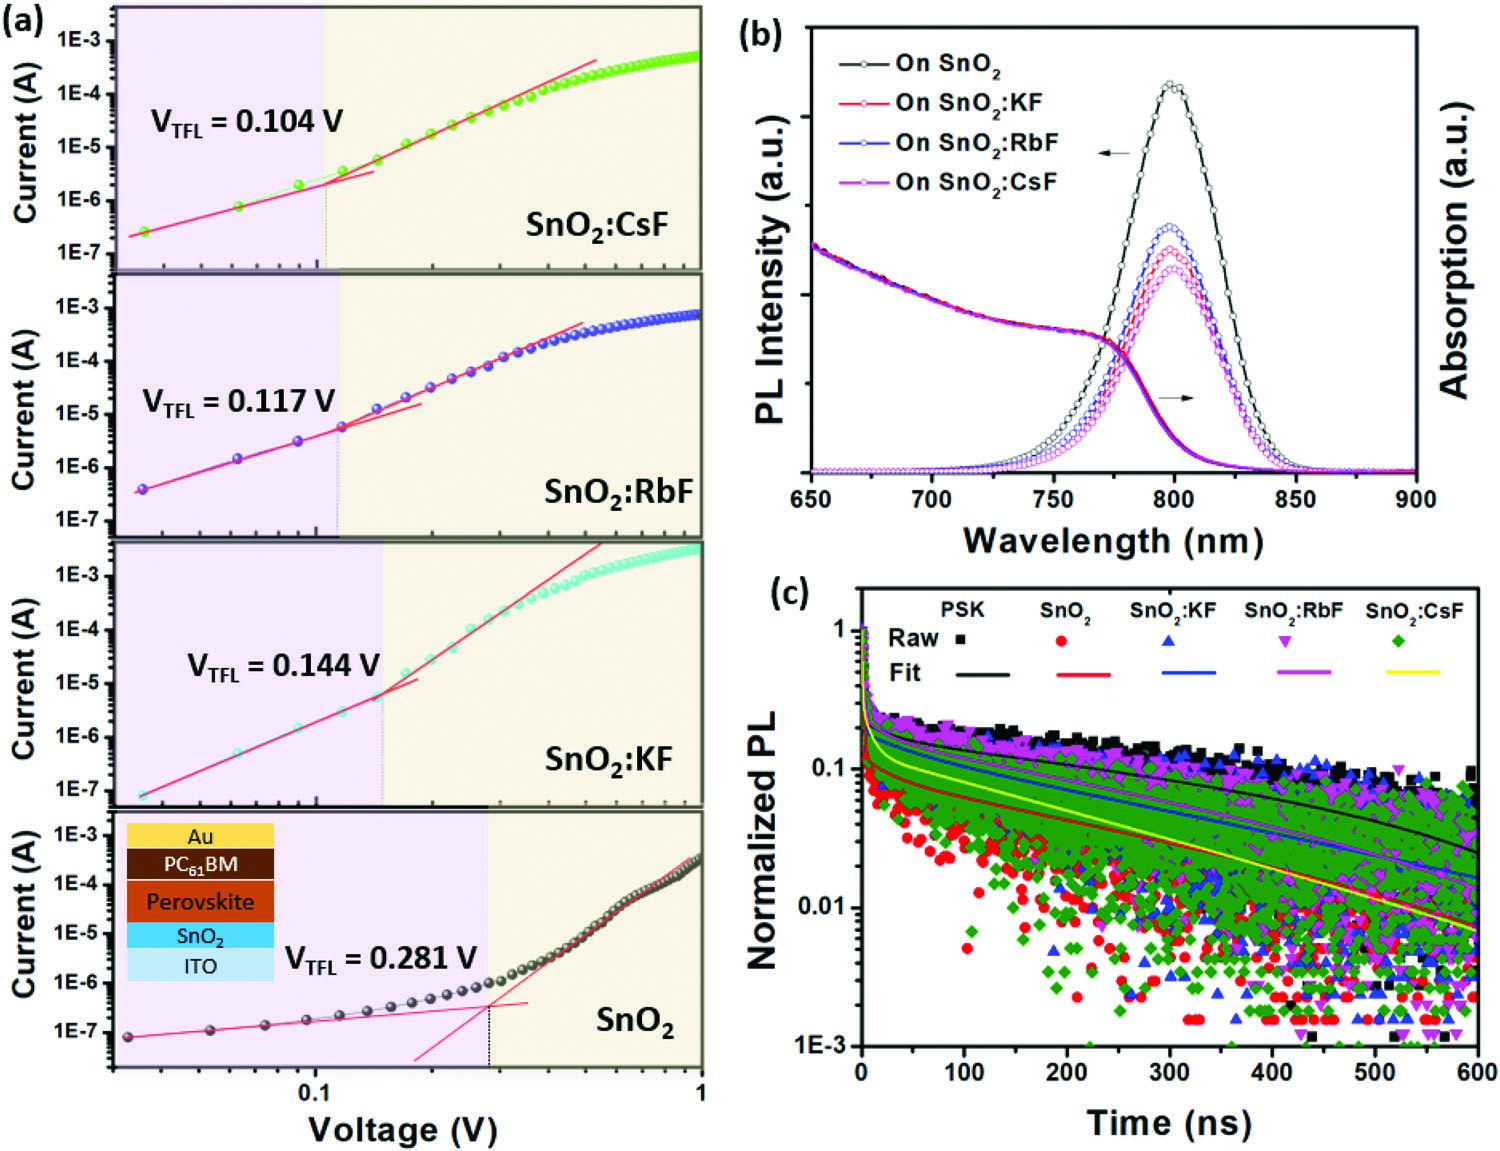 (a)
1E-3
1E-4
1E-5
1E-6
1E-7
Current (A)
VTFL = 0.104 V
SnO2:CsF
1E-3
1E-4
1E-5
1E-6
1E-7
Current (A)
VTFL = 0.117 V
SnO2:RbF
1E-3
1E-4
1E-5
1E-6
1E-7
Current (A)
VTFL = 0.144 V
SnO2:KF
1E-3
1E-4
1E-5
1E-6
1E-7
Current (A)
Au
PC61BM
Perovskite
SnO2
ITO
VTFL = 0.281 V
SnO2
0.1 1
Voltage (V)
(b)
On SnO2
On SnO2:KF
On SnO2:RbF
On SnO2:CsF
PL Intensity (a.u.)
Absorption (a.u.)
650 700 750 800 850 900
Wavelength (nm)
(c)
PSK SnO2 SnO2:KF SnO2:RbF SnO2:CsF
Raw
Fit
1
0.1
0.01
1E-3
Normalized PL
0 100 200 300 400 500 600
Time (ns)